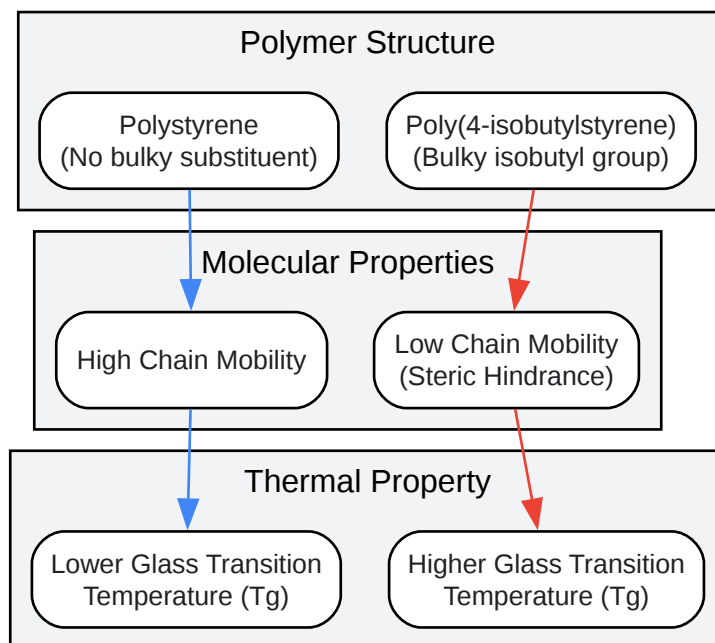 Polymer Structure
Polystyrene
(No bulky substituent)
Poly(4-isobutylstyrene)
(Bulky isobutyl group)
Molecular Properties
High Chain Mobility
Low Chain Mobility
(Steric Hindrance)
Thermal Property
Lower Glass Transition
Temperature (Tg)
Higher Glass Transition
Temperature (Tg)